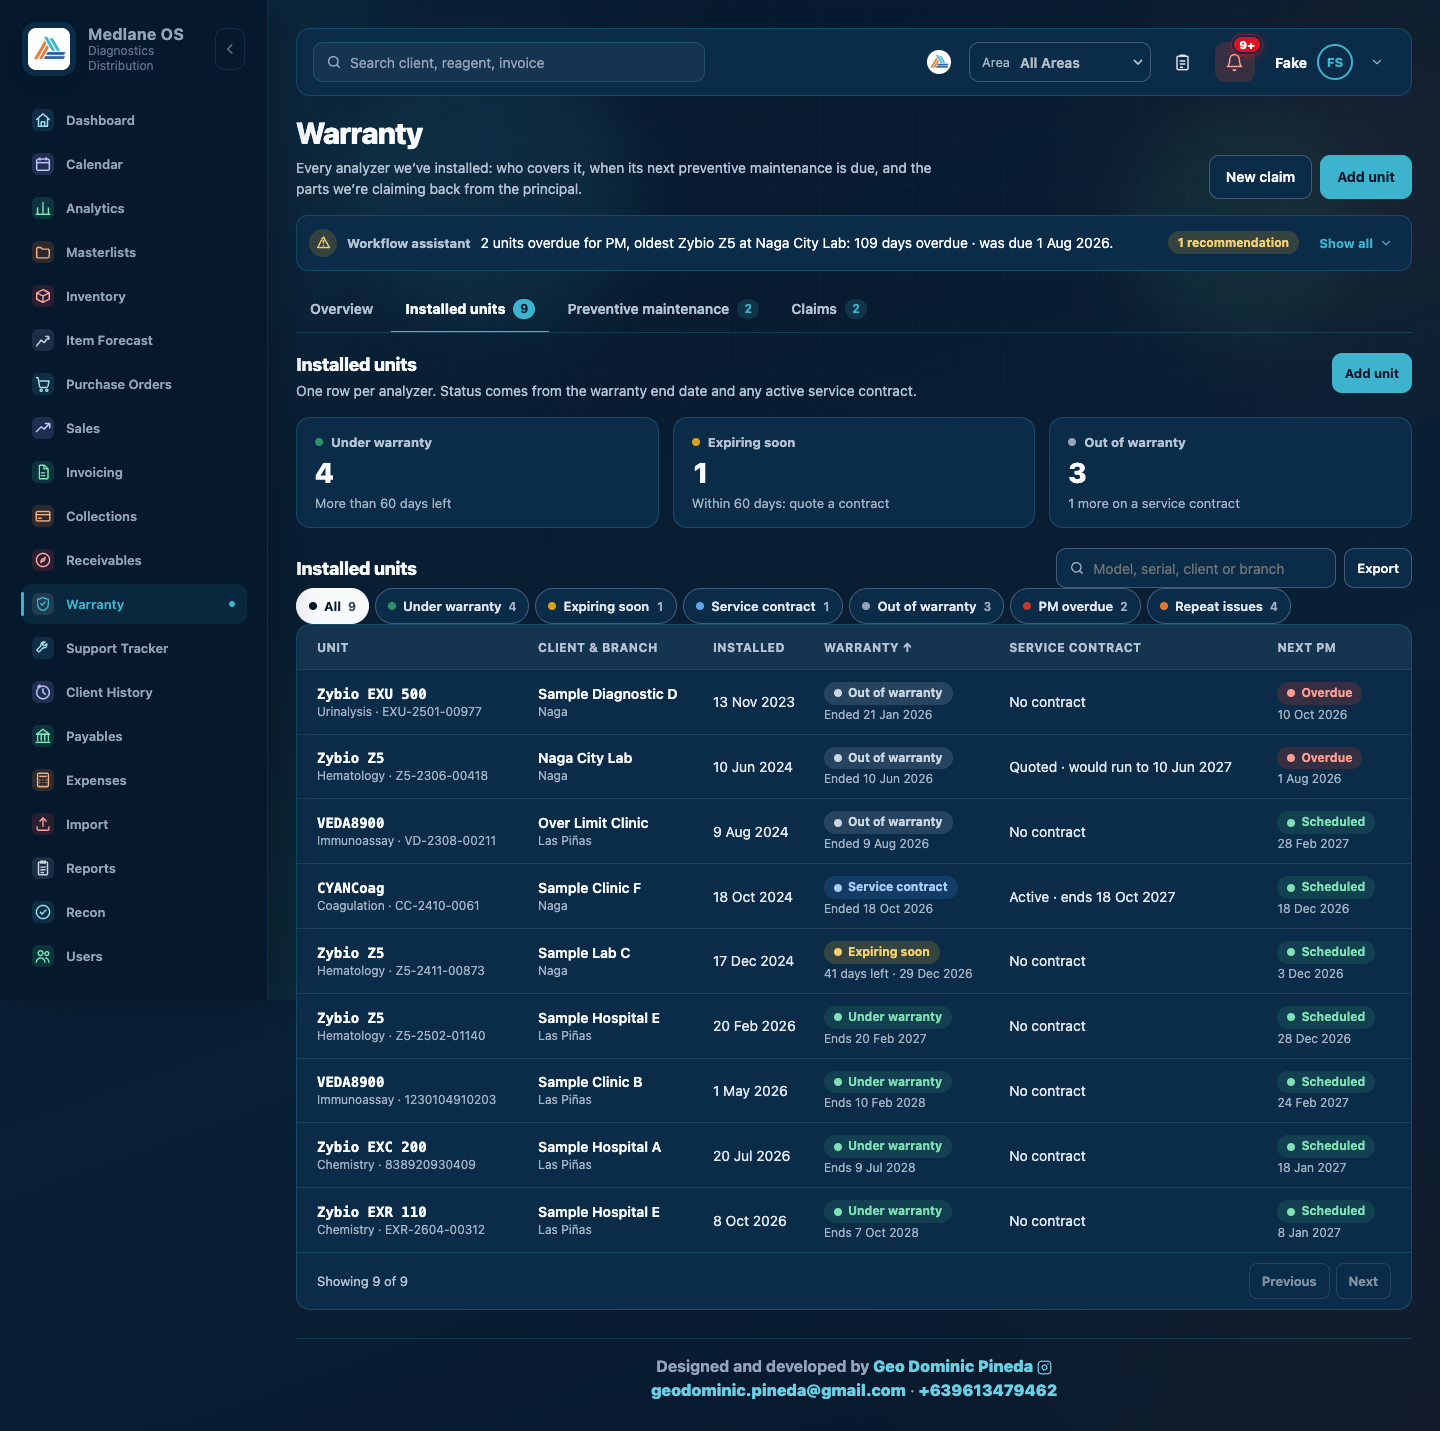 Medlane OS
Diagnostics
Distribution
Dashboard
Calendar
Analytics
Masterlists
Inventory
Item Forecast
Purchase Orders
Sales
Invoicing
Collections
Receivables
Warranty
Support Tracker
Client History
Payables
Expenses
Import
Reports
Recon
Users
Search client, reagent, invoice
Area All Areas
9+
Fake FS
Warranty
Every analyzer we’ve installed: who covers it, when its next preventive maintenance is due, and the
parts we’re claiming back from the principal.
New claim
Add unit
Workflow assistant 2 units overdue for PM, oldest Zybio Z5 at Naga City Lab: 109 days overdue · was due 1 Aug 2026.
1 recommendation
Show all
Overview
Installed units 9
Preventive maintenance 2
Claims 2
Installed units
One row per analyzer. Status comes from the warranty end date and any active service contract.
Add unit
Under warranty
4
More than 60 days left
Expiring soon
1
Within 60 days: quote a contract
Out of warranty
3
1 more on a service contract
Installed units
Model, serial, client or branch
Export
All 9
Under warranty 4
Expiring soon 1
Service contract 1
Out of warranty 3
PM overdue 2
Repeat issues 4
UNIT CLIENT & BRANCH INSTALLED WARRANTY ↑ SERVICE CONTRACT NEXT PM
Zybio EXU 500 Sample Diagnostic D 13 Nov 2023 Out of warranty No contract Overdue
Urinalysis · EXU-2501-00977 Naga Ended 21 Jan 2026 10 Oct 2026
Zybio Z5 Naga City Lab 10 Jun 2024 Out of warranty Quoted · would run to 10 Jun 2027 Overdue
Hematology · Z5-2306-00418 Naga Ended 10 Jun 2026 1 Aug 2026
VEDA8900 Over Limit Clinic 9 Aug 2024 Out of warranty No contract Scheduled
Immunoassay · VD-2308-00211 Las Piñas Ended 9 Aug 2026 28 Feb 2027
CYANCoag Sample Clinic F 18 Oct 2024 Service contract Active · ends 18 Oct 2027 Scheduled
Coagulation · CC-2410-0061 Naga Ended 18 Oct 2026 18 Dec 2026
Zybio Z5 Sample Lab C 17 Dec 2024 Expiring soon No contract Scheduled
Hematology · Z5-2411-00873 Naga 41 days left · 29 Dec 2026 3 Dec 2026
Zybio Z5 Sample Hospital E 20 Feb 2026 Under warranty No contract Scheduled
Hematology · Z5-2502-01140 Las Piñas Ends 20 Feb 2027 28 Dec 2026
VEDA8900 Sample Clinic B 1 May 2026 Under warranty No contract Scheduled
Immunoassay · 1230104910203 Las Piñas Ends 10 Feb 2028 24 Feb 2027
Zybio EXC 200 Sample Hospital A 20 Jul 2026 Under warranty No contract Scheduled
Chemistry · 838920930409 Las Piñas Ends 9 Jul 2028 18 Jan 2027
Zybio EXR 110 Sample Hospital E 8 Oct 2026 Under warranty No contract Scheduled
Chemistry · EXR-2604-00312 Las Piñas Ends 7 Oct 2028 8 Jan 2027
Showing 9 of 9
Previous
Next
Designed and developed by Geo Dominic Pineda
geodominic.pineda@gmail.com · +639613479462